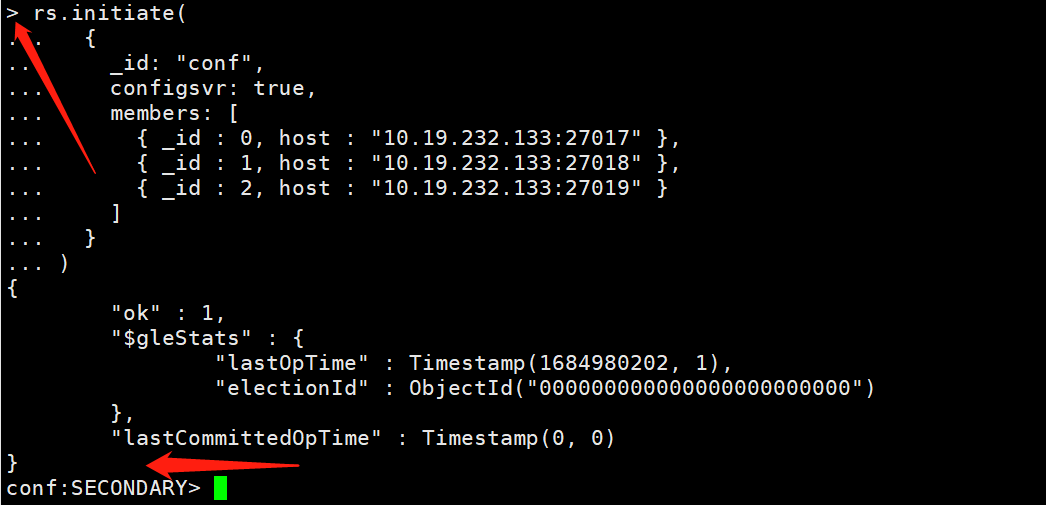 > rs.initiate(
...   {
...     _id: "conf",
...     configsvr: true,
...     members: [
...       { _id : 0, host : "10.19.232.133:27017" },
...       { _id : 1, host : "10.19.232.133:27018" },
...       { _id : 2, host : "10.19.232.133:27019" }
...     ]
...   }
... )
{
        "ok" : 1,
        "$gleStats" : {
                "lastOpTime" : Timestamp(1684980202, 1),
                "electionId" : ObjectId("000000000000000000000000")
        },
        "lastCommittedOpTime" : Timestamp(0, 0)
}
conf:SECONDARY>